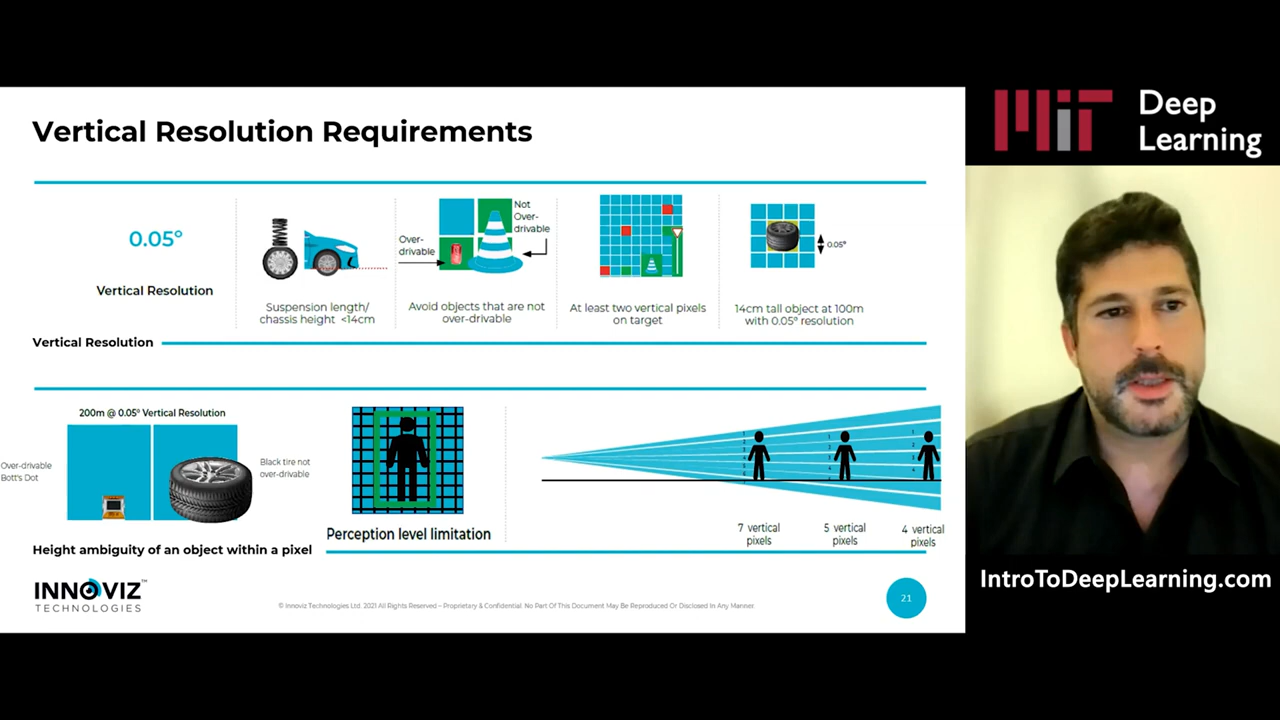 Vertical Resolution Requirements
0.05°
Vertical Resolution
Suspension length/
chassis height <14cm
Over-
drivable
Not
Over-
drivable
Avoid objects that are not
over-drivable
At least two vertical pixels
on target
0.05°
14cm tall object at 100m
with 0.05° resolution
Vertical Resolution
200m @ 0.05° Vertical Resolution
Over-drivable
Bott's Dot
Black tire not
over-drivable
Height ambiguity of an object within a pixel
Perception level limitation
7 vertical
pixels
5 vertical
pixels
4 vertical
pixels
INNOVIZ™
TECHNOLOGIES
© Innoviz Technologies Ltd. 2021 All Rights Reserved – Proprietary & Confidential. No Part Of This Document May Be Reproduced Or Disclosed In Any Manner.
21
MIT
Deep
Learning
IntroToDeepLearning.com